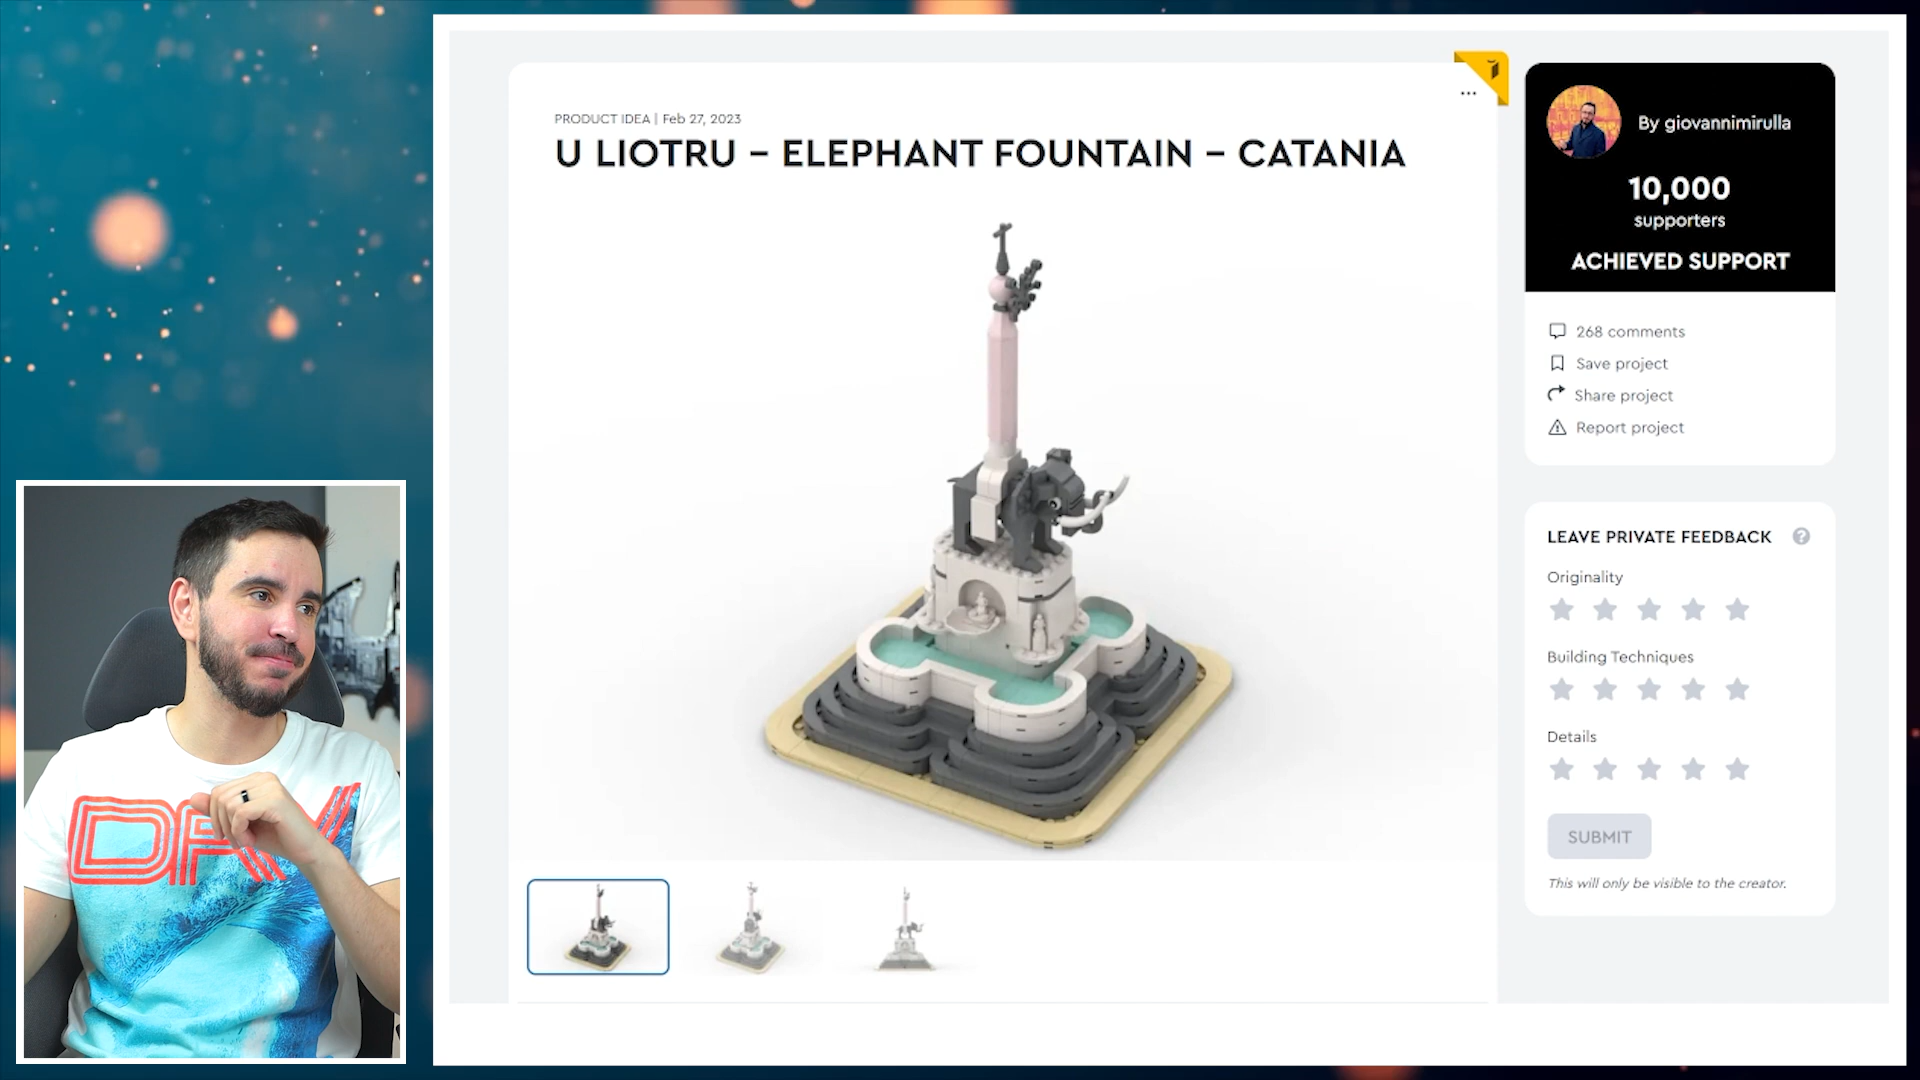 PRODUCT IDEA | Feb 27, 2023
U LIOTRU – ELEPHANT FOUNTAIN – CATANIA
By giovannimirulla
10,000
supporters
ACHIEVED SUPPORT
268 comments
Save project
Share project
Report project
LEAVE PRIVATE FEEDBACK ?
Originality
Building Techniques
Details
SUBMIT
This will only be visible to the creator.